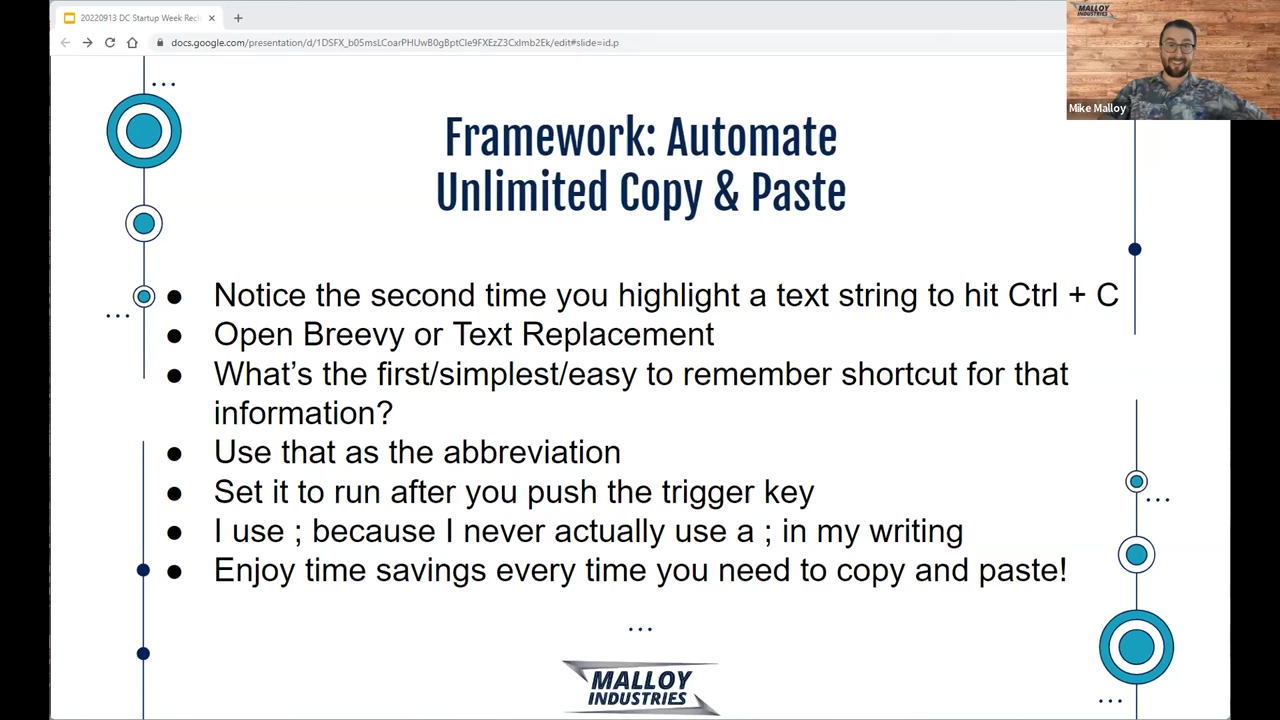 20220913 DC Startup Week Rec
docs.google.com/presentation/d/1DSFX_b05msLCoarPHUwB0gBptCle9FXEzZ3CxImb2Ek/edit#slide=id.p
MALLOY
INDUSTRIES
Mike Malloy
Framework: Automate
Unlimited Copy & Paste
● Notice the second time you highlight a text string to hit Ctrl + C
● Open Breevy or Text Replacement
● What’s the first/simplest/easy to remember shortcut for that
information?
● Use that as the abbreviation
● Set it to run after you push the trigger key
● I use ; because I never actually use a ; in my writing
● Enjoy time savings every time you need to copy and paste!
MALLOY
INDUSTRIES